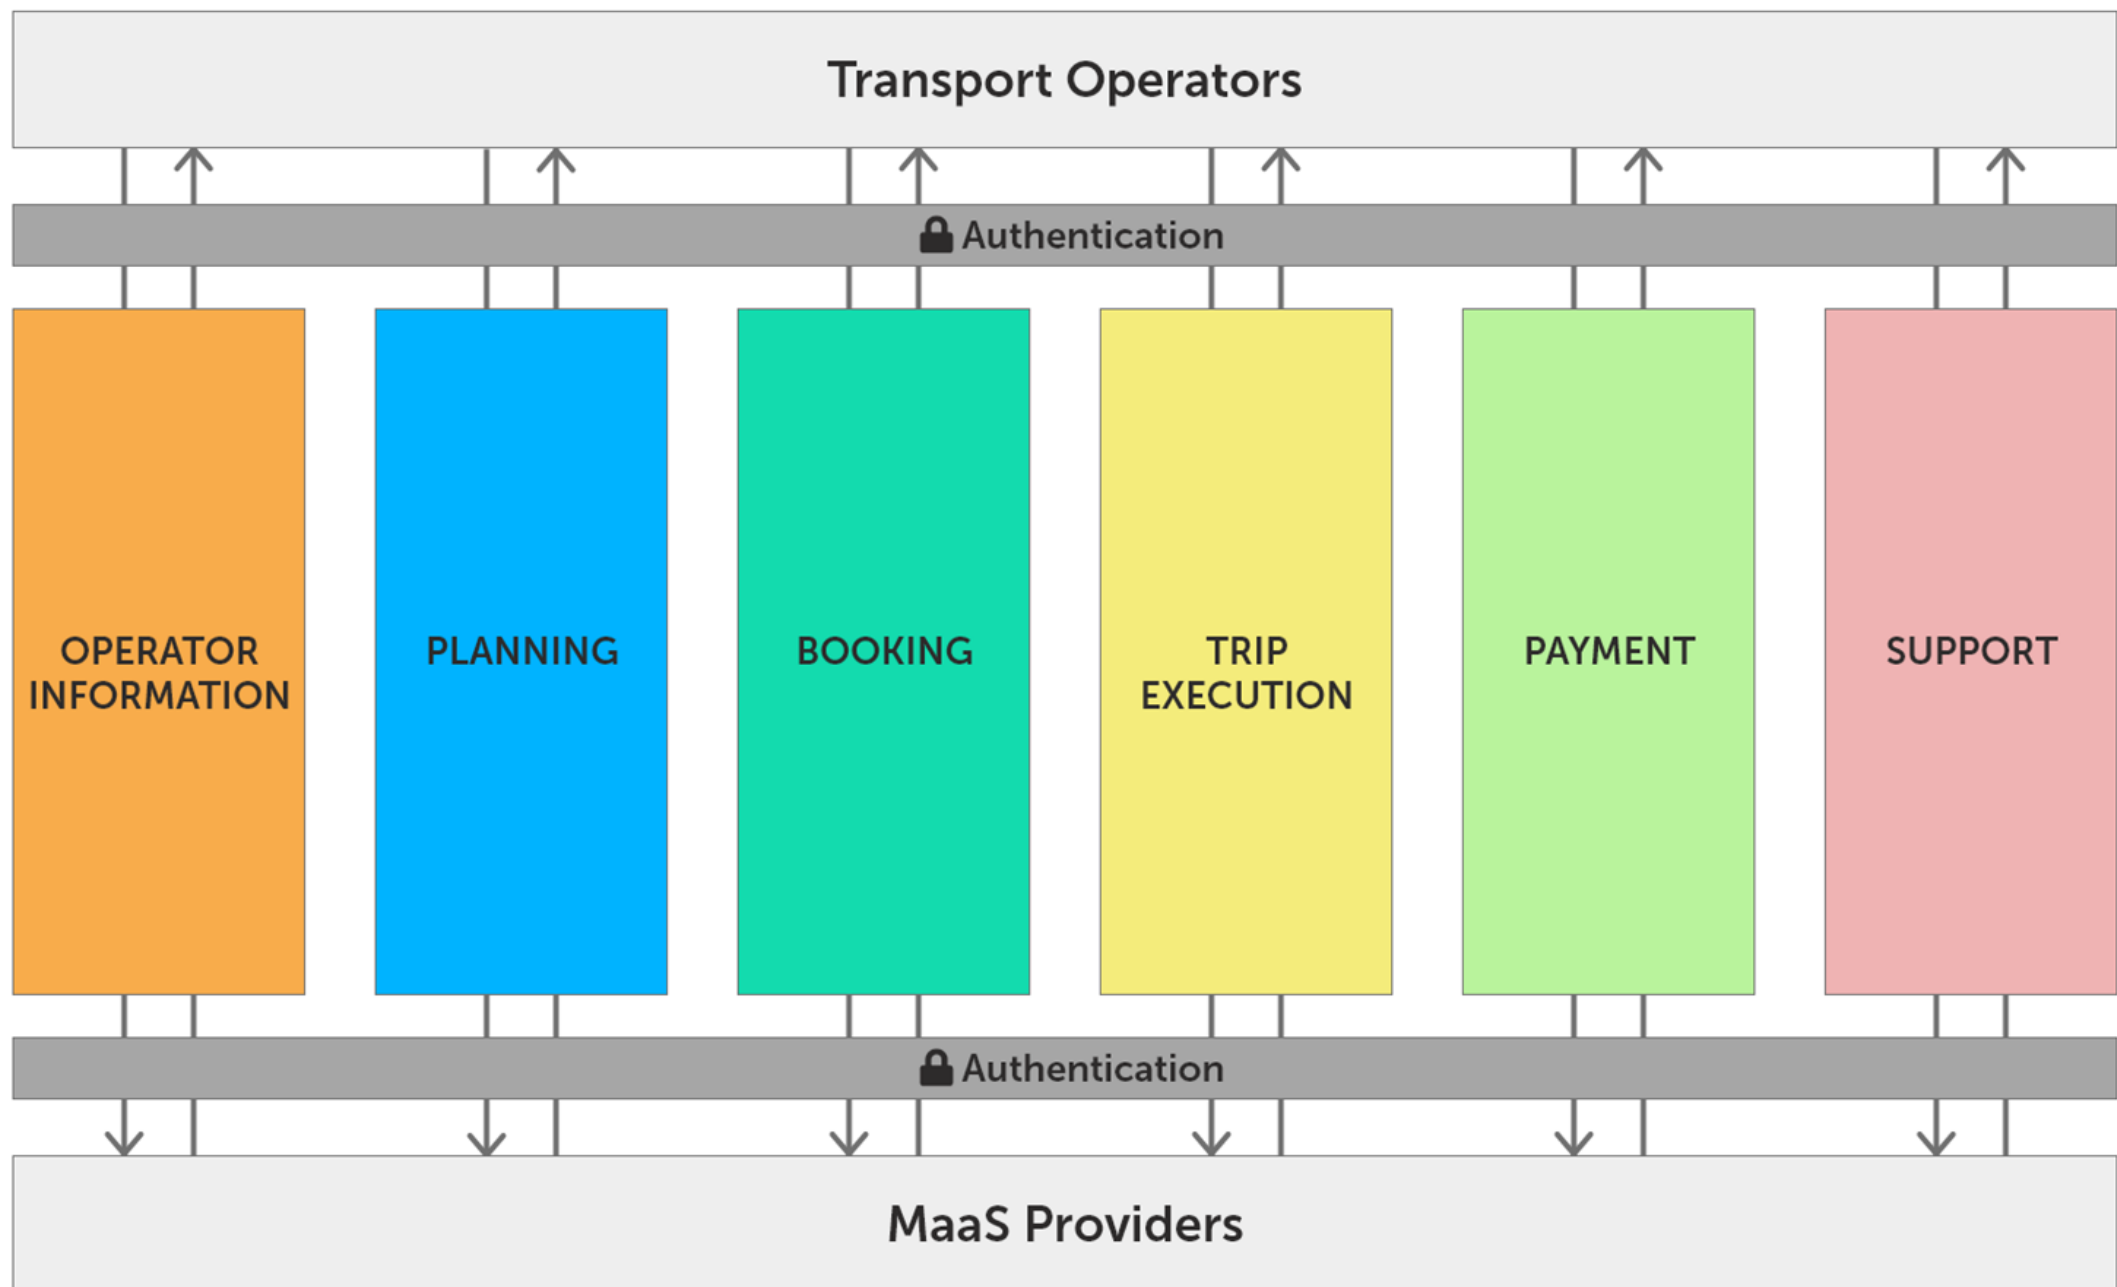 Transport Operators
Authentication
OPERATOR
INFORMATION
PLANNING
BOOKING
TRIP
EXECUTION
PAYMENT
SUPPORT
Authentication
MaaS Providers